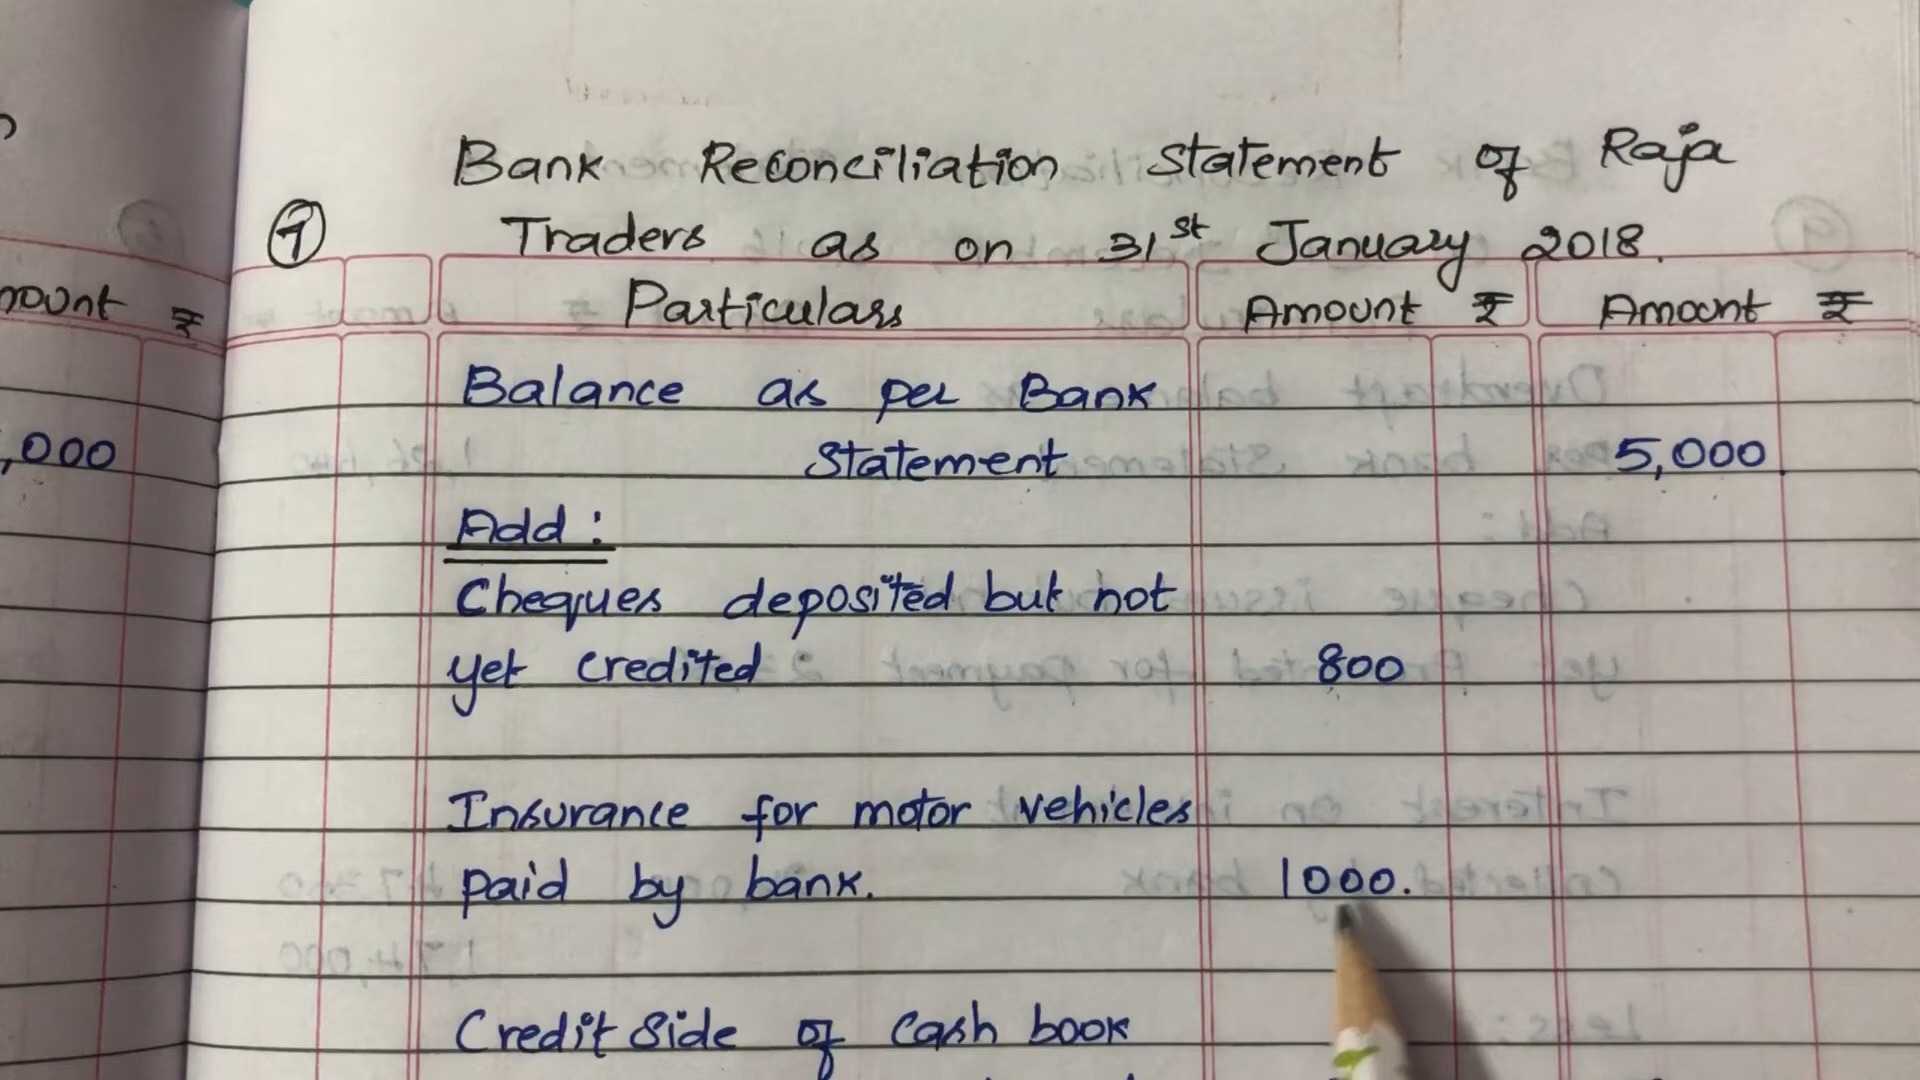 Bank Reconciliation Statement of Raja
⑦ Traders as on 31st January 2018.
Particulars Amount ₹ Amount ₹
Balance as per Bank
Statement 5,000
Add :
Cheques deposited but not
yet credited 800
Insurance for motor vehicles
paid by bank. 1000.
Credit side of cash book
,000